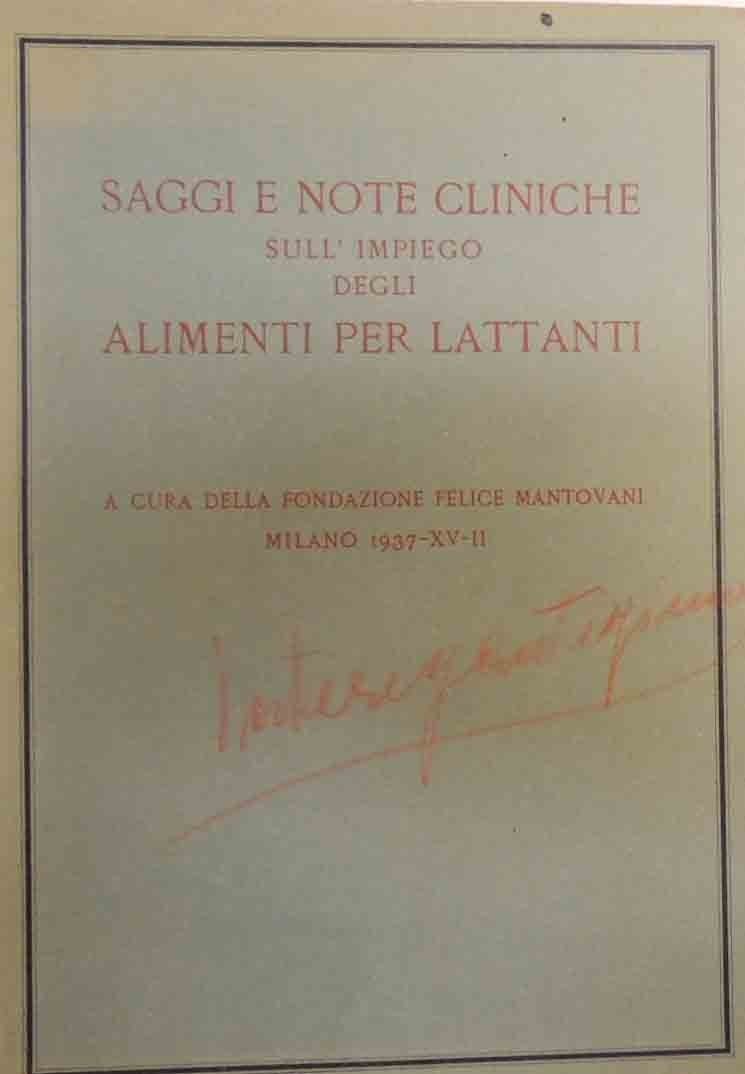 SAGGI E NOTE CLINICHE
SULL' IMPIEGO
DEGLI
ALIMENTI PER LATTANTI
A CURA DELLA FONDAZIONE FELICE MANTOVANI
MILANO 1937-XV-II